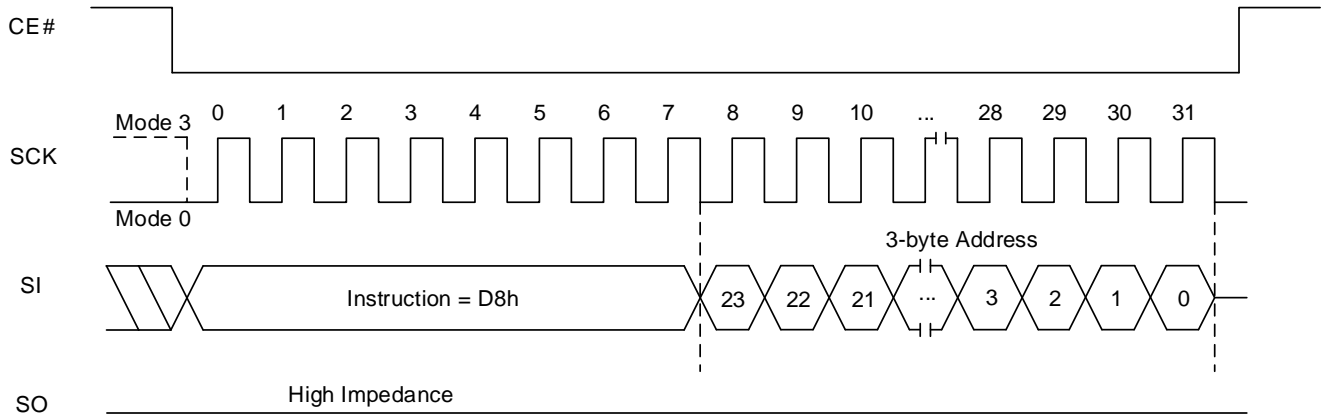 CE#
0 1 2 3 4 5 6 7 8 9 10 ... 28 29 30 31
Mode 3
SCK
Mode 0
3-byte Address
SI
Instruction = D8h
23 22 21 ... 3 2 1 0
High Impedance
SO